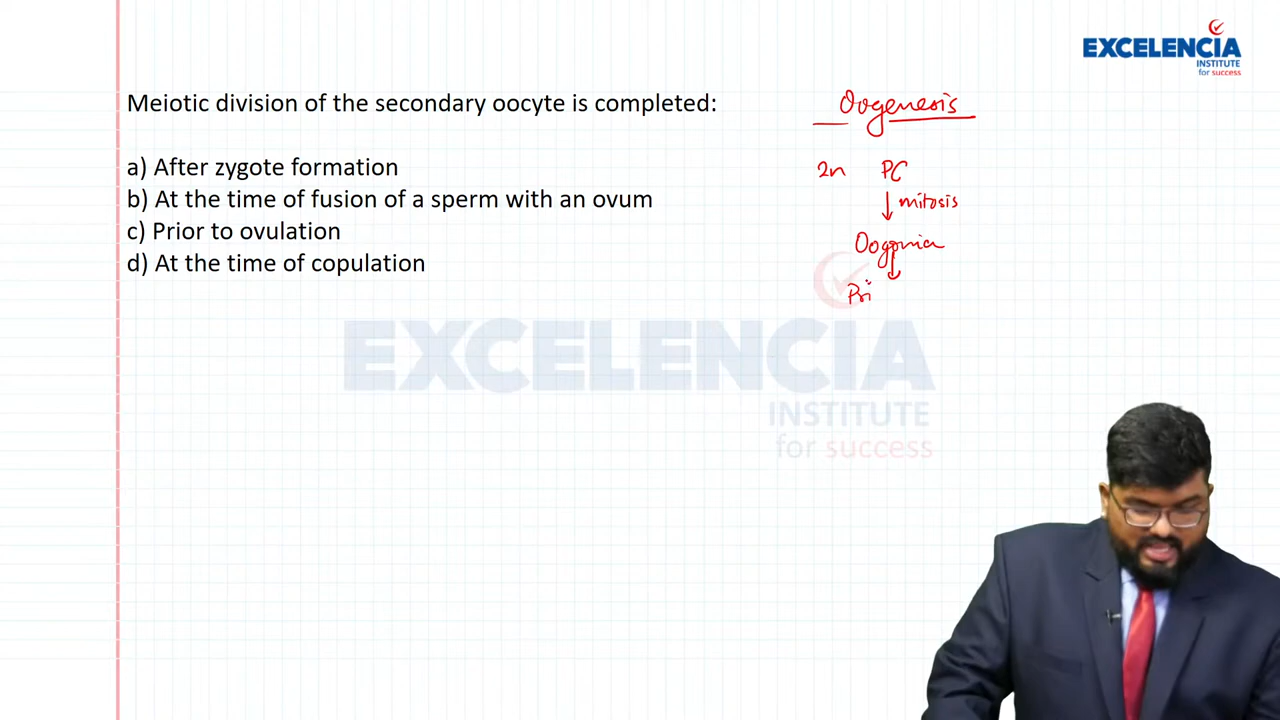 EXCELENCIA
INSTITUTE
for success
Meiotic division of the secondary oocyte is completed:
a) After zygote formation
b) At the time of fusion of a sperm with an ovum
c) Prior to ovulation
d) At the time of copulation
Oogenesis
2n PC
mitosis
Oogonia
Pri
EXCELENCIA
INSTITUTE
for success